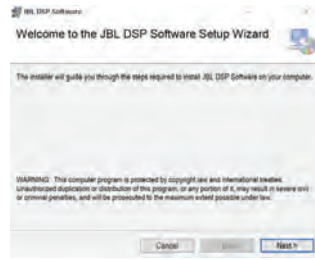 JBL DSP Software
Welcome to the JBL DSP Software Setup Wizard
The installer will guide you through the steps required to install JBL DSP Software on your computer.
WARNING: This computer program is protected by copyright law and international treaties.
Unauthorized duplication or distribution of this program, or any portion of it, may result in severe civil
or criminal penalties, and will be prosecuted to the maximum extent possible under law.
Cancel
Next >